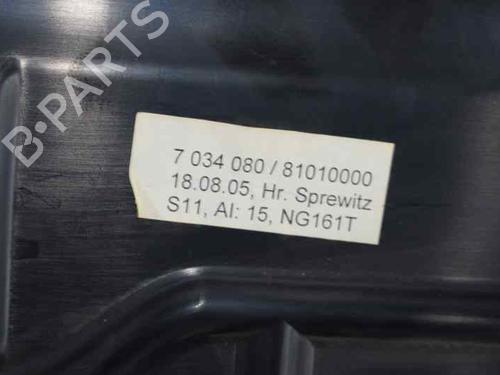 B-PARTS
7 034 080 / 81010000
18.08.05, Hr. Sprewitz
S11, AI: 15, NG161T